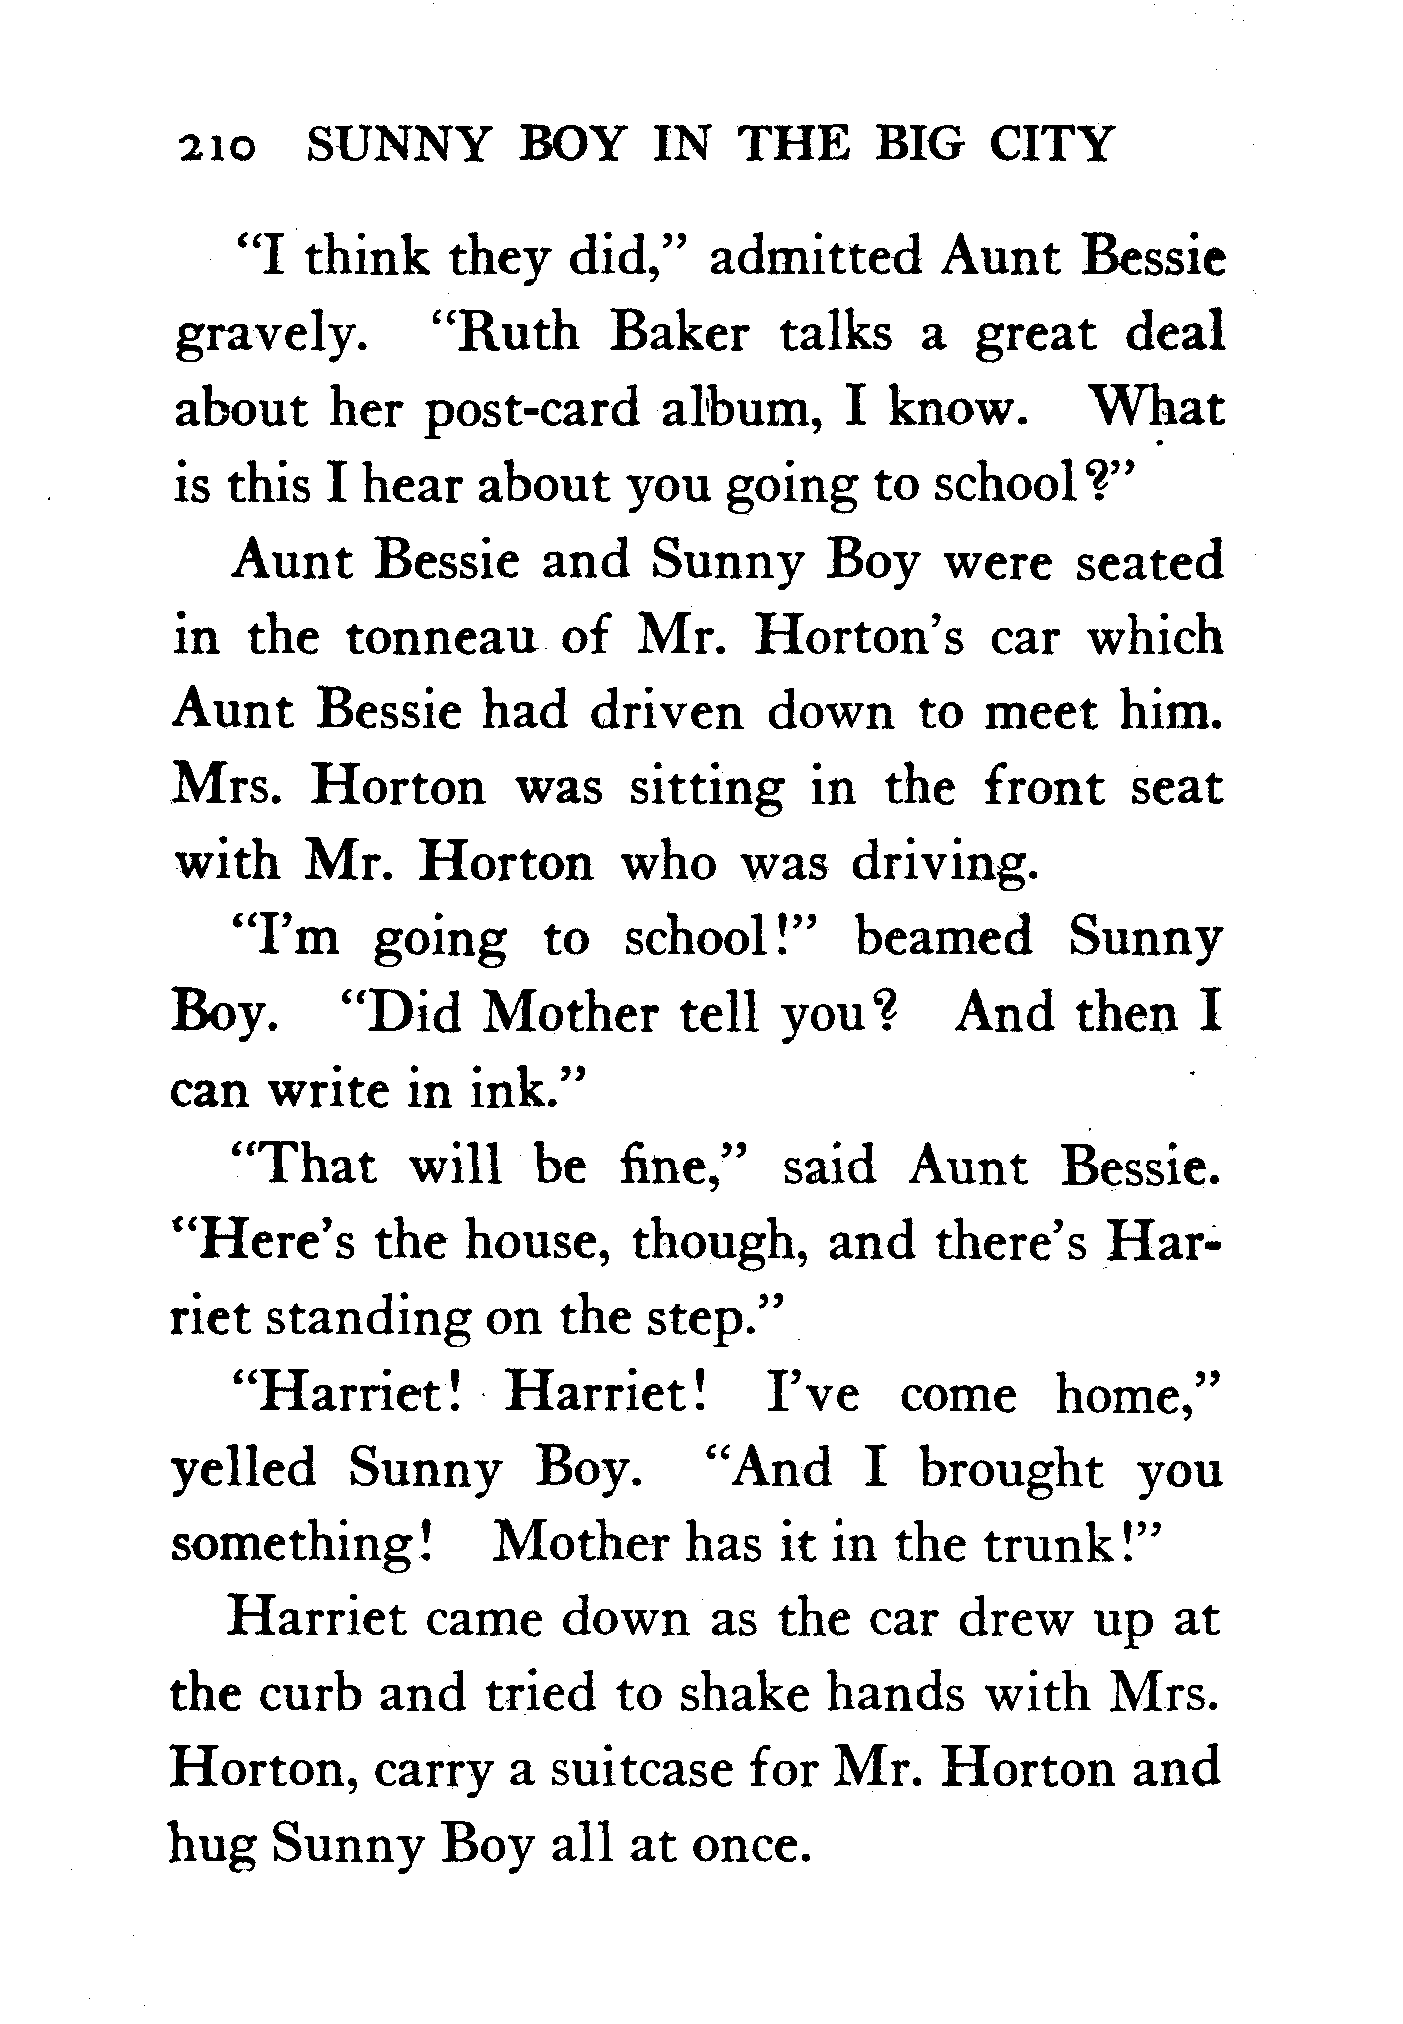 210 SUNNY BOY IN THE BIG CITY
“I think they did,” admitted Aunt Bessie
gravely. “Ruth Baker talks a great deal
about her post-card album, I know. What
is this I hear about you going to school?”
Aunt Bessie and Sunny Boy were seated
in the tonneau of Mr. Horton’s car which
Aunt Bessie had driven down to meet him.
Mrs. Horton was sitting in the front seat
with Mr. Horton who was driving.
“I’m going to school!” beamed Sunny
Boy. “Did Mother tell you? And then I
can write in ink.”
“That will be fine,” said Aunt Bessie.
“Here’s the house, though, and there’s Har-
riet standing on the step.”
“Harriet! Harriet! I’ve come home,”
yelled Sunny Boy. “And I brought you
something! Mother has it in the trunk!”
Harriet came down as the car drew up at
the curb and tried to shake hands with Mrs.
Horton, carry a suitcase for Mr. Horton and
hug Sunny Boy all at once.